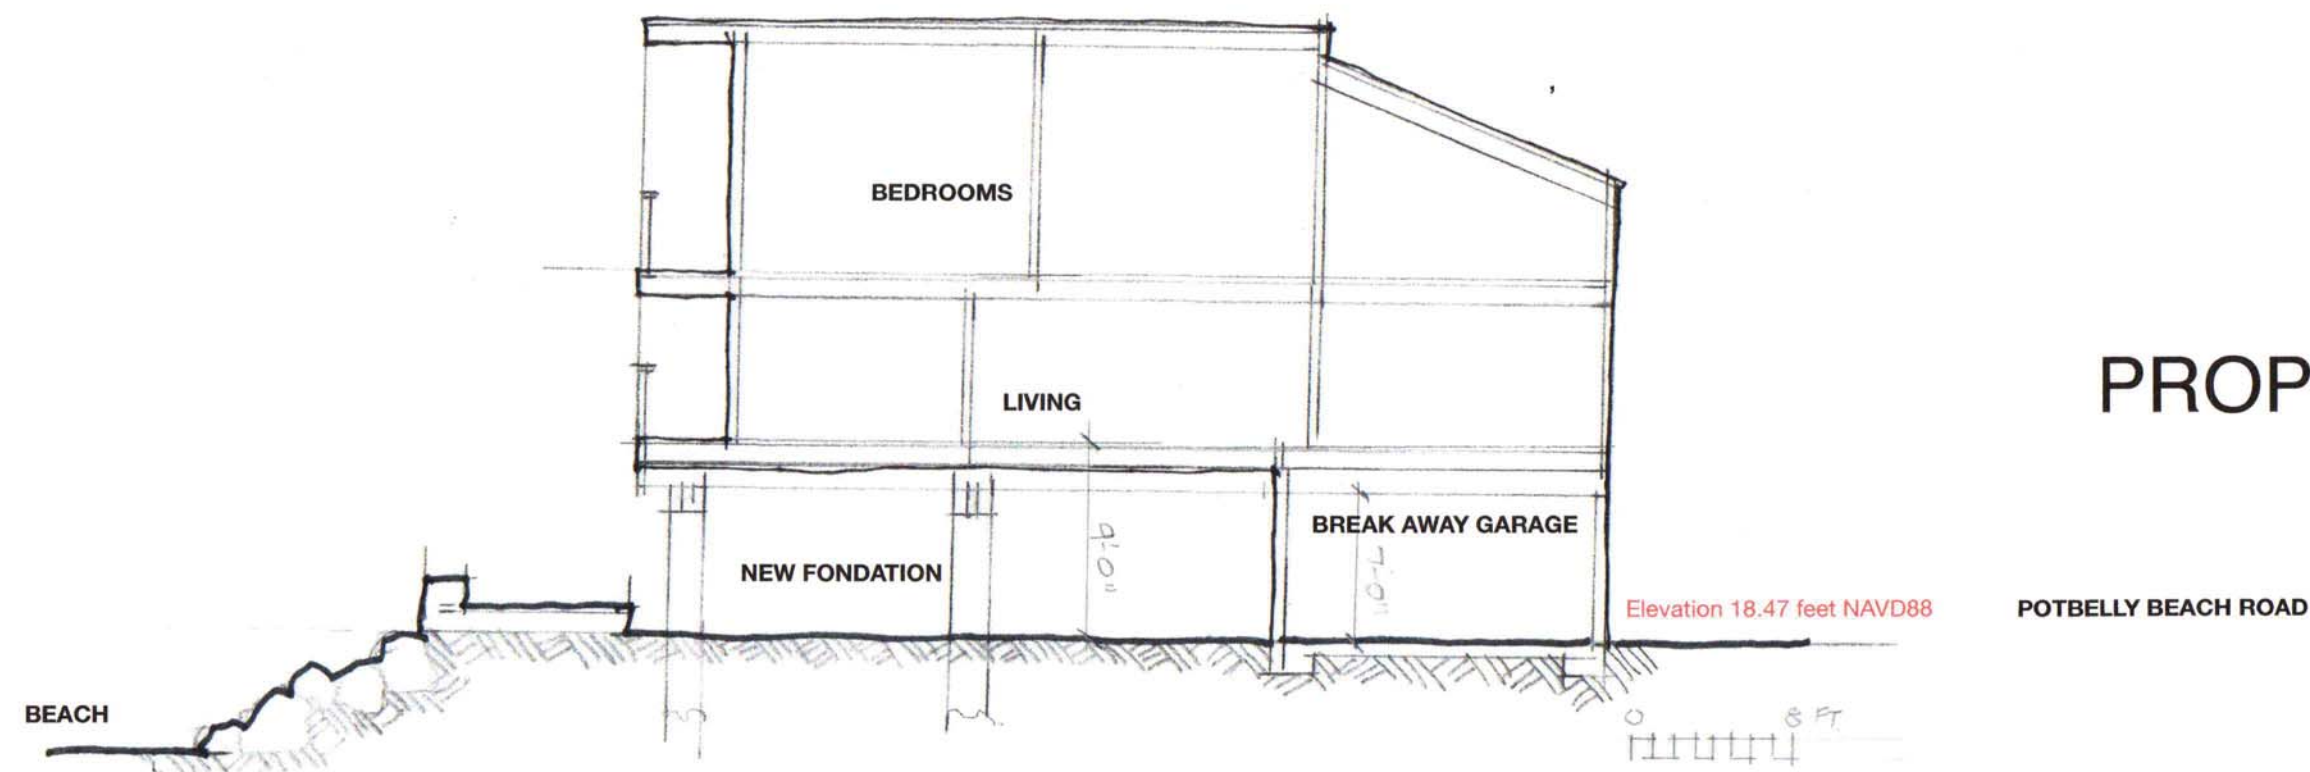 BEDROOMS
LIVING
PROP
BREAK AWAY GARAGE
9'-0"
7'-0"
NEW FONDATION
Elevation 18.47 feet NAVD88
POTBELLY BEACH ROAD
BEACH
0 8 FT